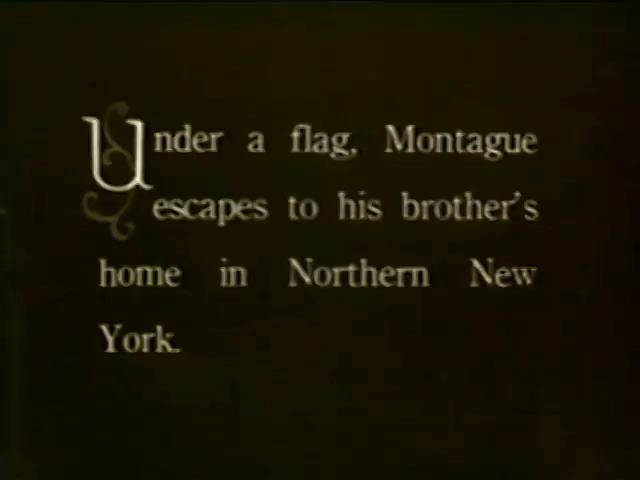 Under a flag, Montague
escapes to his brother's
home in Northern New
York.